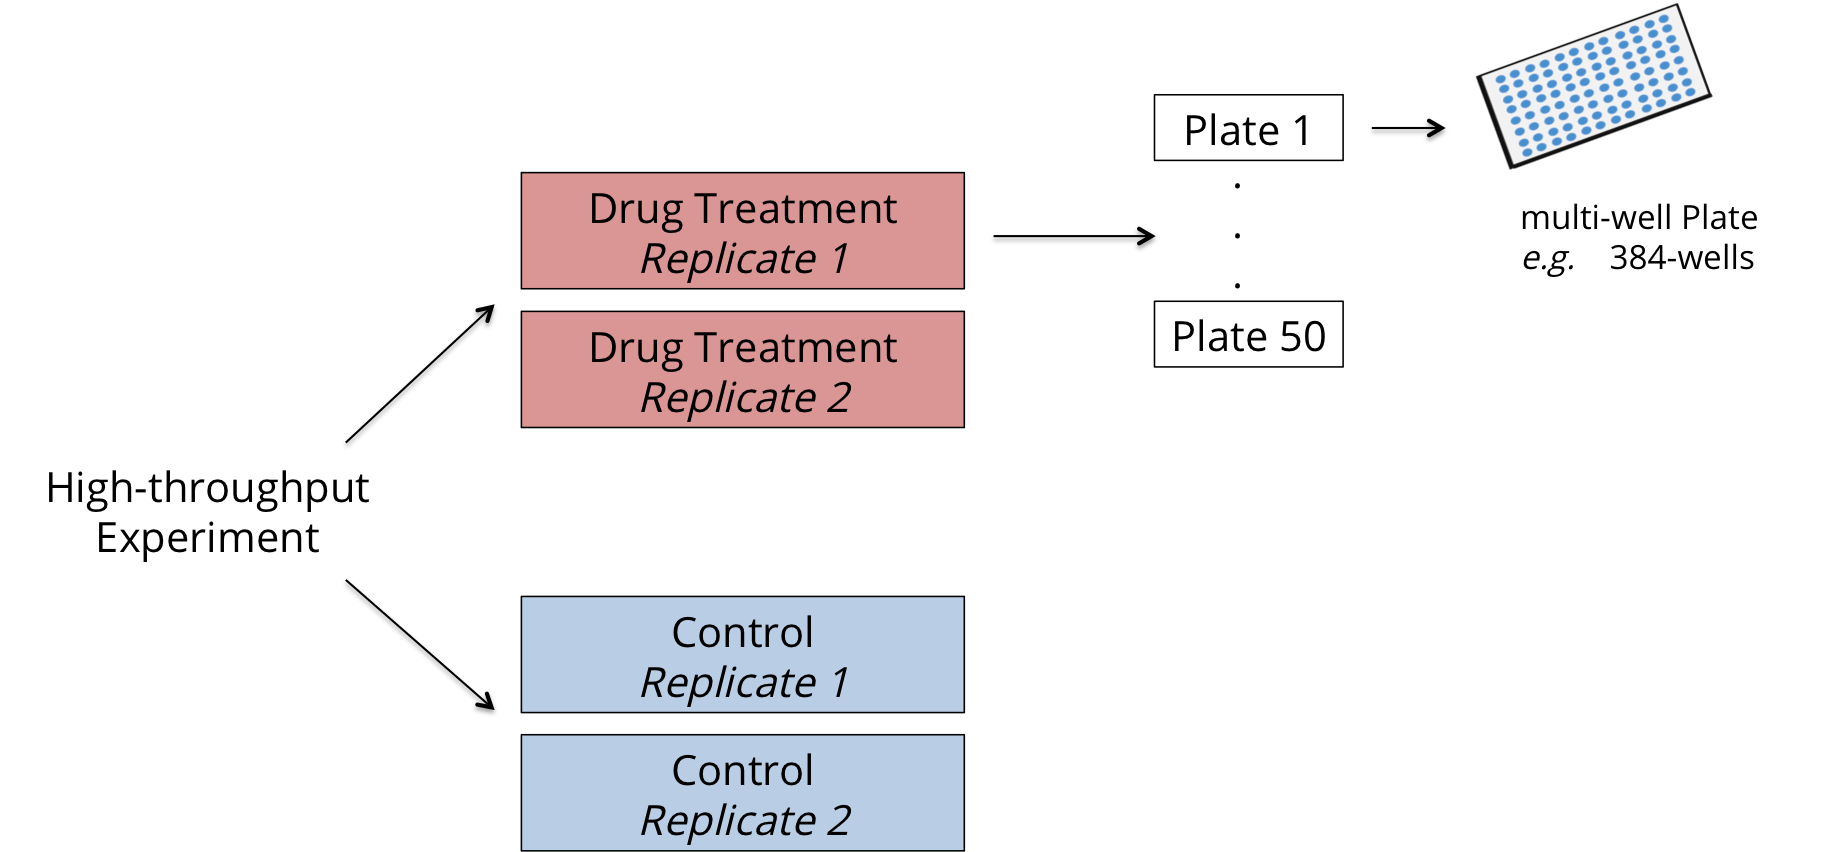 High-throughput
Experiment
Drug Treatment
Replicate 1
Drug Treatment
Replicate 2
Control
Replicate 1
Control
Replicate 2
Plate 1
.
.
.
Plate 50
multi-well Plate
e.g. 384-wells